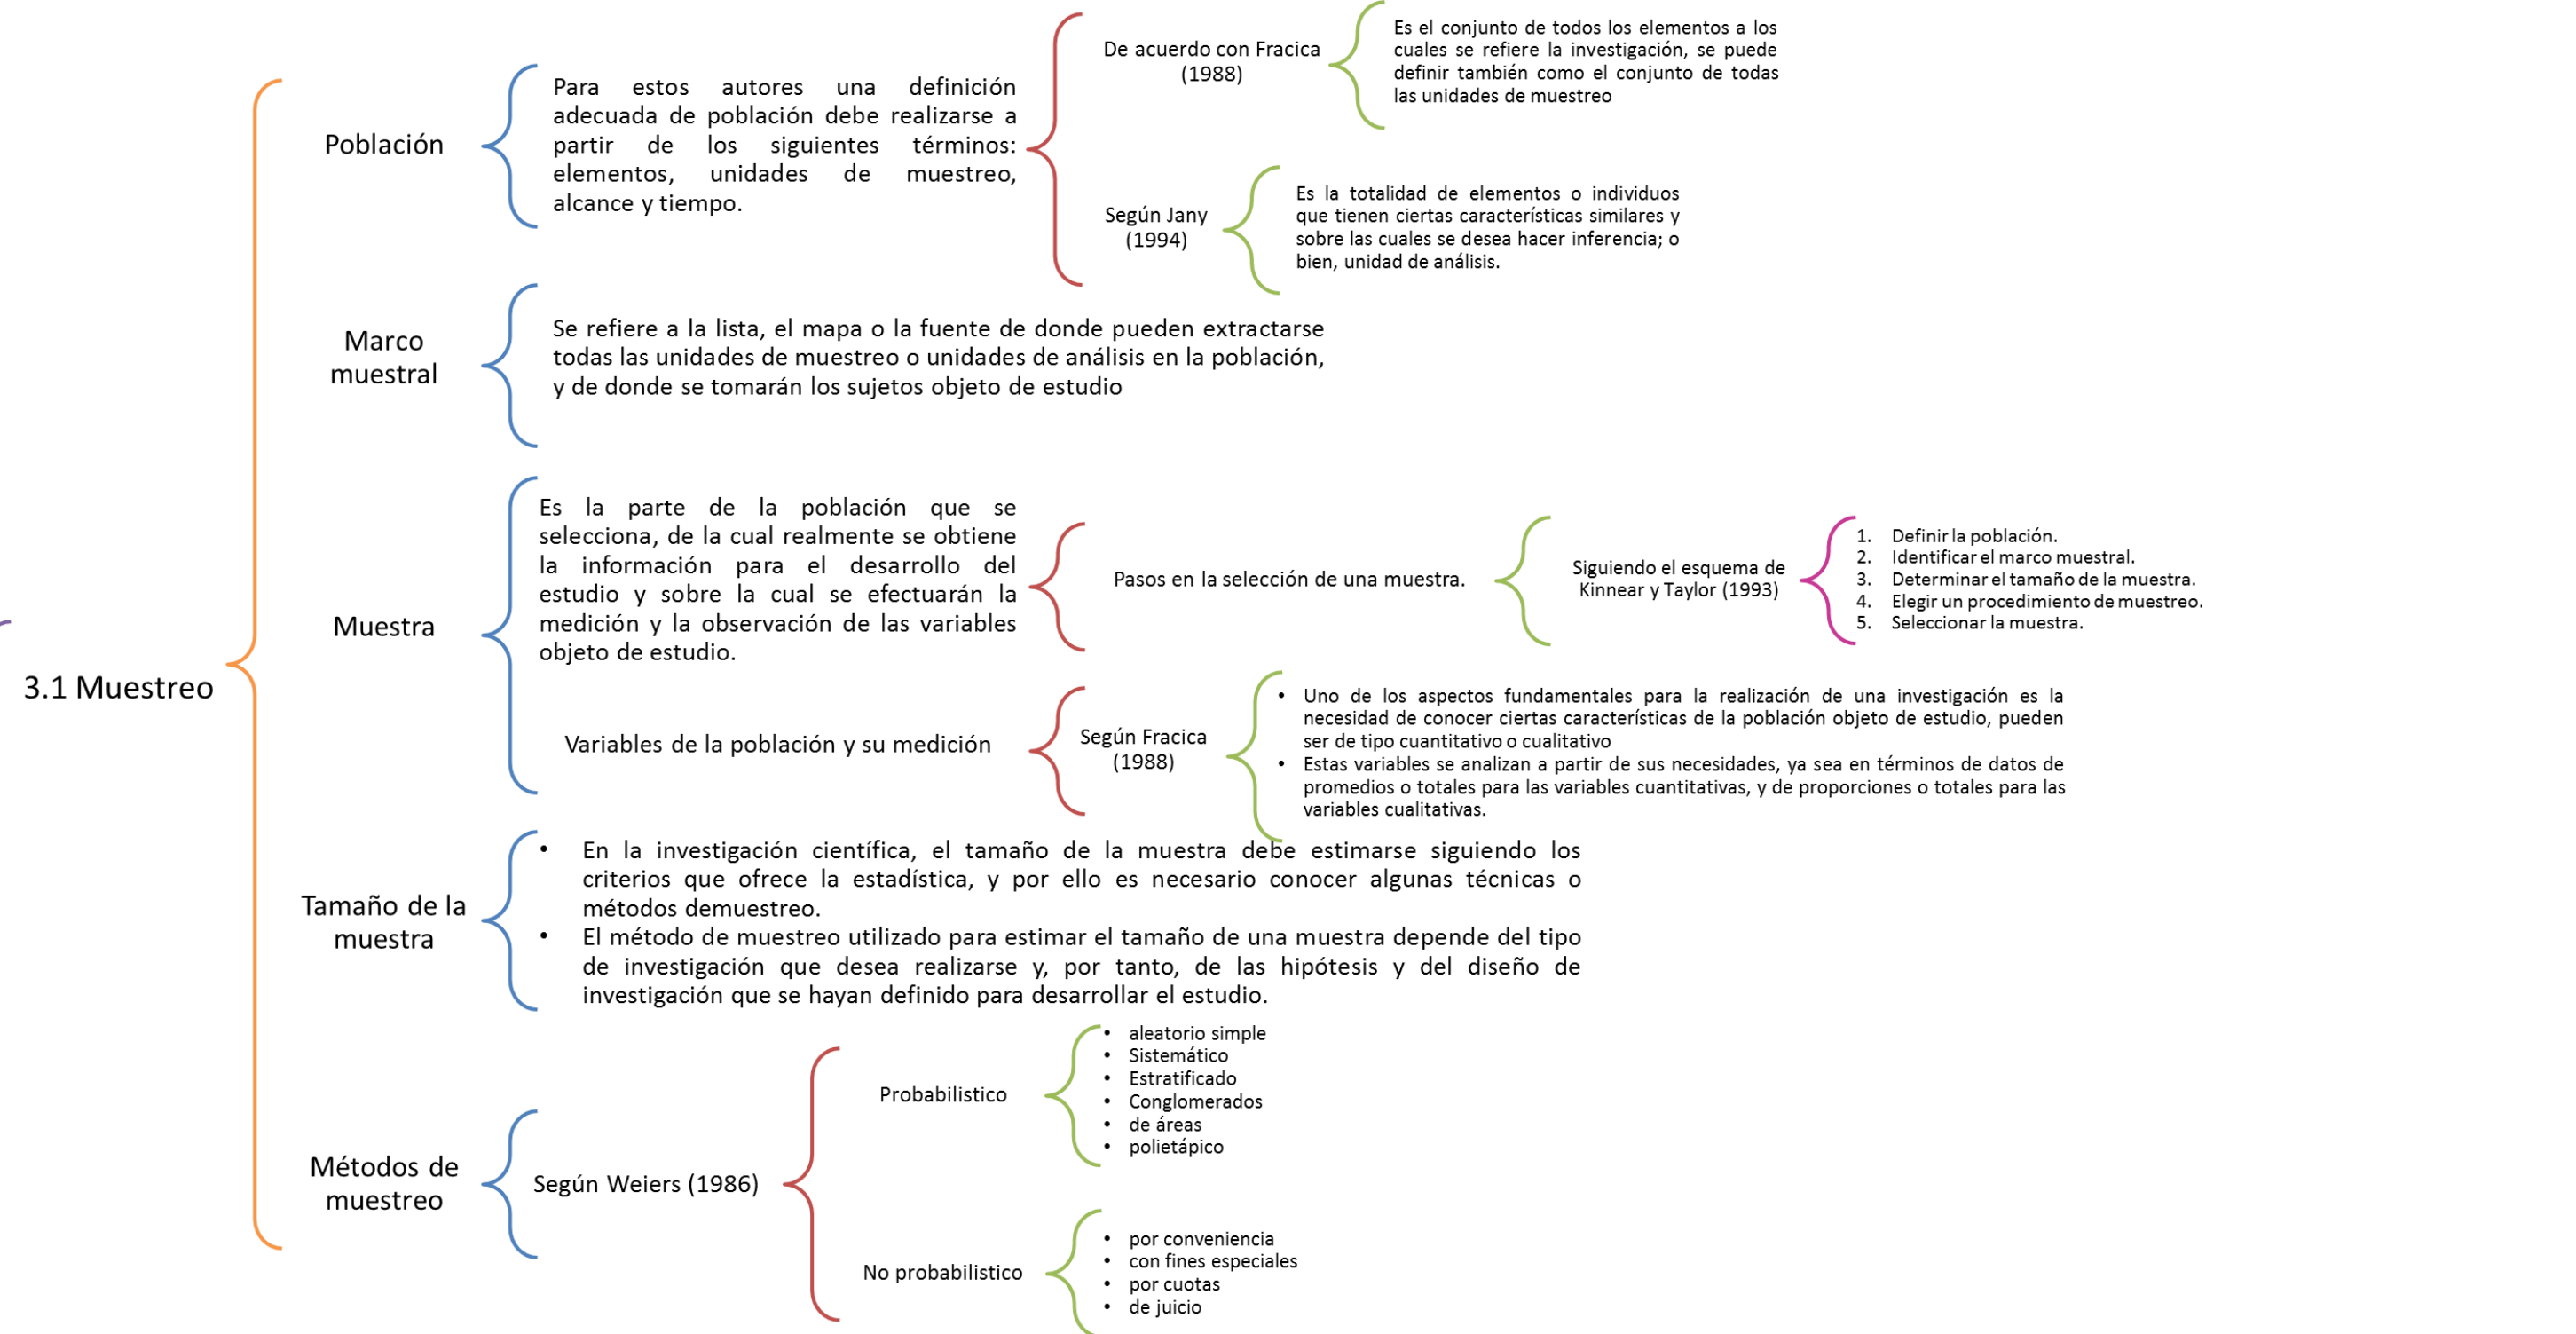 3.1 Muestreo
Población
Para estos autores una definición
adecuada de población debe realizarse a
partir de los siguientes términos:
elementos, unidades de muestreo,
alcance y tiempo.
De acuerdo con Fracica
(1988)
Es el conjunto de todos los elementos a los
cuales se refiere la investigación, se puede
definir también como el conjunto de todas
las unidades de muestreo
Según Jany
(1994)
Es la totalidad de elementos o individuos
que tienen ciertas características similares y
sobre las cuales se desea hacer inferencia; o
bien, unidad de análisis.
Marco
muestral
Se refiere a la lista, el mapa o la fuente de donde pueden extractarse
todas las unidades de muestreo o unidades de análisis en la población,
y de donde se tomarán los sujetos objeto de estudio
Muestra
Es la parte de la población que se
selecciona, de la cual realmente se obtiene
la información para el desarrollo del
estudio y sobre la cual se efectuarán la
medición y la observación de las variables
objeto de estudio.
Pasos en la selección de una muestra.
Siguiendo el esquema de
Kinnear y Taylor (1993)
1. Definir la población.
2. Identificar el marco muestral.
3. Determinar el tamaño de la muestra.
4. Elegir un procedimiento de muestreo.
5. Seleccionar la muestra.
Variables de la población y su medición
Según Fracica
(1988)
• Uno de los aspectos fundamentales para la realización de una investigación es la
necesidad de conocer ciertas características de la población objeto de estudio, pueden
ser de tipo cuantitativo o cualitativo
• Estas variables se analizan a partir de sus necesidades, ya sea en términos de datos de
promedios o totales para las variables cuantitativas, y de proporciones o totales para las
variables cualitativas.
Tamaño de la
muestra
• En la investigación científica, el tamaño de la muestra debe estimarse siguiendo los
criterios que ofrece la estadística, y por ello es necesario conocer algunas técnicas o
métodos demuestreo.
• El método de muestreo utilizado para estimar el tamaño de una muestra depende del tipo
de investigación que desea realizarse y, por tanto, de las hipótesis y del diseño de
investigación que se hayan definido para desarrollar el estudio.
Métodos de
muestreo
Según Weiers (1986)
Probabilistico
• aleatorio simple
• Sistemático
• Estratificado
• Conglomerados
• de áreas
• polietápico
No probabilistico
• por conveniencia
• con fines especiales
• por cuotas
• de juicio